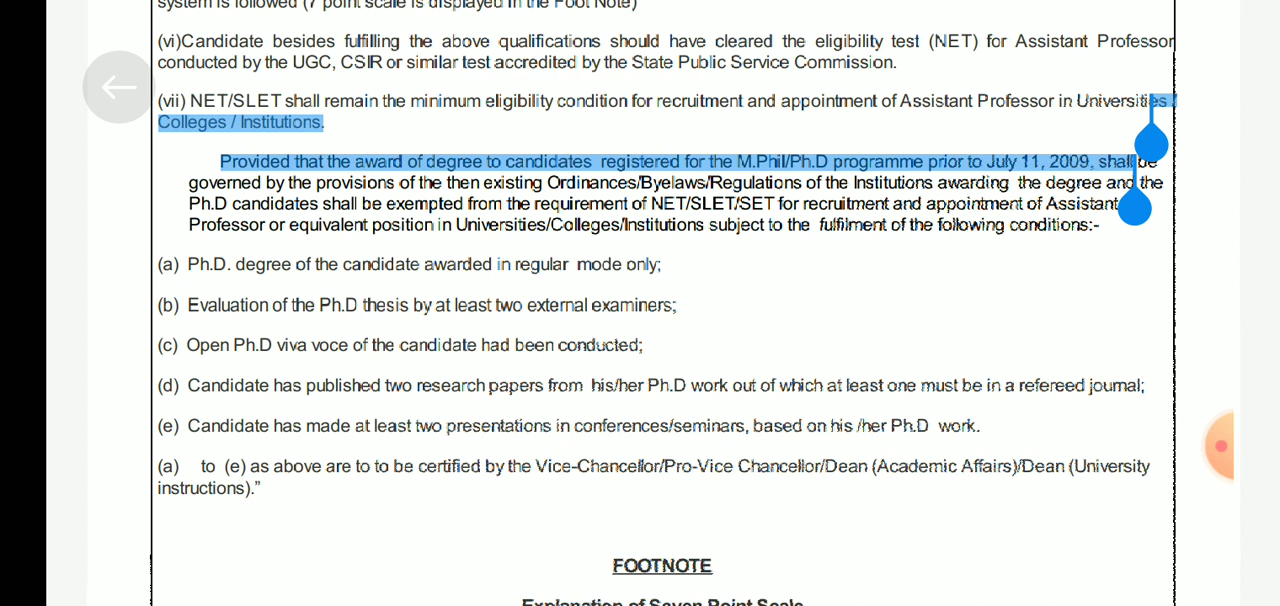 system is followed (7 point scale is displayed in the Foot Note)
(vi)Candidate besides fulfilling the above qualifications should have cleared the eligibility test (NET) for Assistant Professor
conducted by the UGC, CSIR or similar test accredited by the State Public Service Commission.
(vii) NET/SLET shall remain the minimum eligibility condition for recruitment and appointment of Assistant Professor in Universities /
Colleges / Institutions.
Provided that the award of degree to candidates registered for the M.Phil/Ph.D programme prior to July 11, 2009, shall be
governed by the provisions of the then existing Ordinances/Byelaws/Regulations of the Institutions awarding the degree and the
Ph.D candidates shall be exempted from the requirement of NET/SLET/SET for recruitment and appointment of Assistant
Professor or equivalent position in Universities/Colleges/Institutions subject to the fulfilment of the following conditions:-
(a) Ph.D. degree of the candidate awarded in regular mode only;
(b) Evaluation of the Ph.D thesis by at least two external examiners;
(c) Open Ph.D viva voce of the candidate had been conducted;
(d) Candidate has published two research papers from his/her Ph.D work out of which at least one must be in a refereed journal;
(e) Candidate has made at least two presentations in conferences/seminars, based on his /her Ph.D work.
(a) to (e) as above are to to be certified by the Vice-Chancellor/Pro-Vice Chancellor/Dean (Academic Affairs)/Dean (University
instructions)."
FOOTNOTE
Explanation of Seven Point Scale